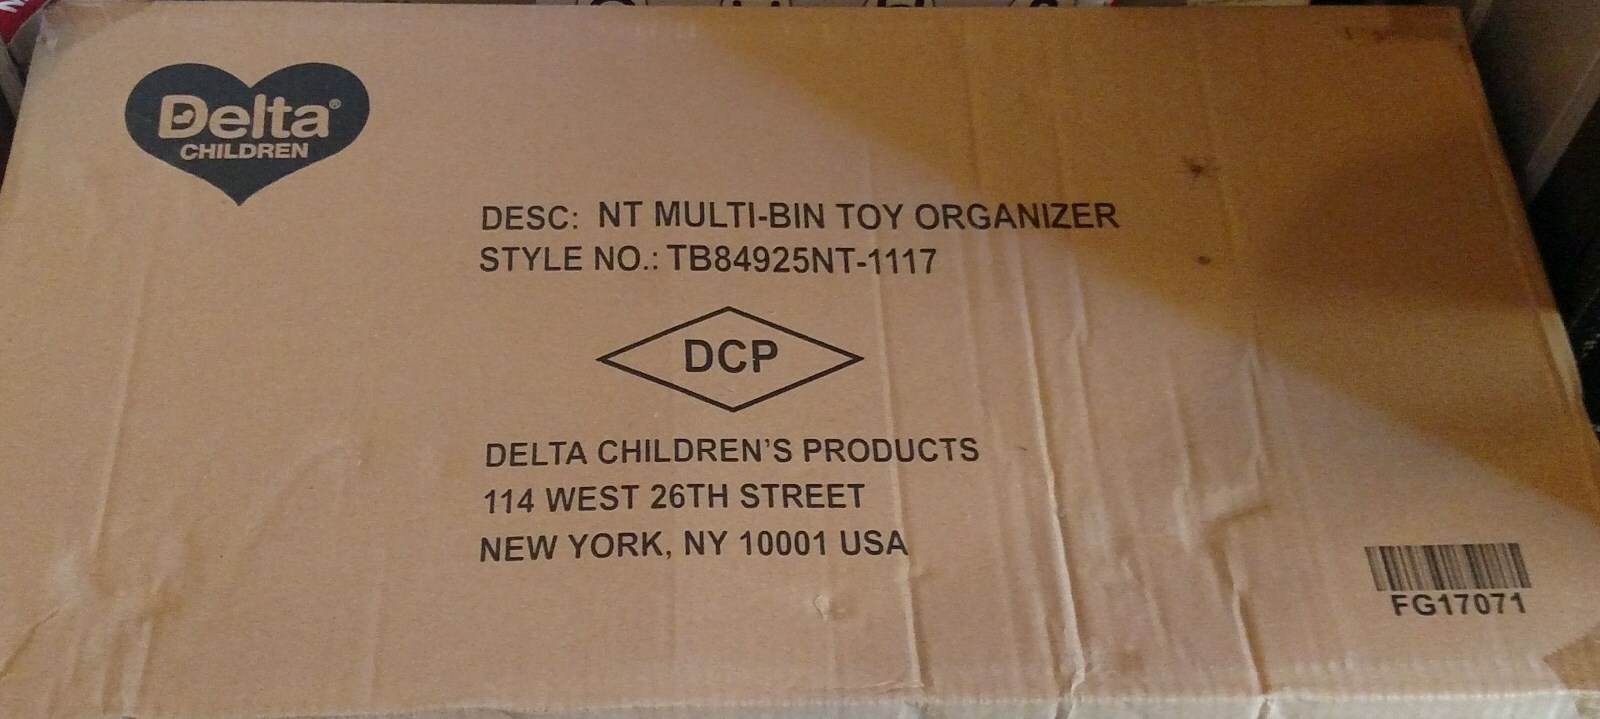 Delta®
CHILDREN
DESC: NT MULTI-BIN TOY ORGANIZER
STYLE NO.: TB84925NT-1117
DCP
DELTA CHILDREN'S PRODUCTS
114 WEST 26TH STREET
NEW YORK, NY 10001 USA
FG17071